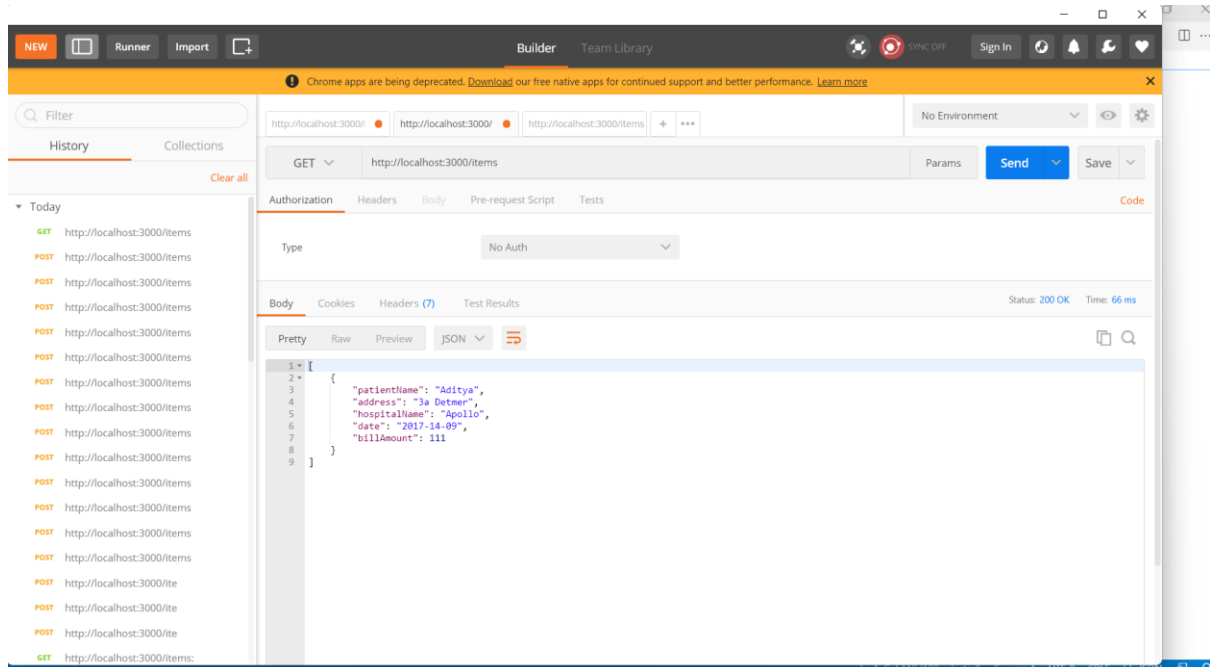 NEW Runner Import Builder Team Library SYNC OFF Sign In
Chrome apps are being deprecated. Download our free native apps for continued support and better performance. Learn more
Filter
History Collections
Clear all
Today
GET http://localhost:3000/items
POST http://localhost:3000/items
POST http://localhost:3000/items
POST http://localhost:3000/items
POST http://localhost:3000/items
POST http://localhost:3000/items
POST http://localhost:3000/items
POST http://localhost:3000/items
POST http://localhost:3000/items
POST http://localhost:3000/items
POST http://localhost:3000/items
POST http://localhost:3000/items
POST http://localhost:3000/items
POST http://localhost:3000/items
POST http://localhost:3000/ite
POST http://localhost:3000/ite
POST http://localhost:3000/ite
GET http://localhost:3000/items:
http://localhost:3000/ http://localhost:3000/ http://localhost:3000/items + •••
No Environment
GET http://localhost:3000/items Params Send Save
Authorization Headers Body Pre-request Script Tests Code
Type No Auth
Body Cookies Headers (7) Test Results Status: 200 OK Time: 66 ms
Pretty Raw Preview JSON
1 [
2 {
3 "patientName": "Aditya",
4 "address": "3a Detmer",
5 "hospitalName": "Apollo",
6 "date": "2017-14-09",
7 "billAmount": 111
8 }
9 ]